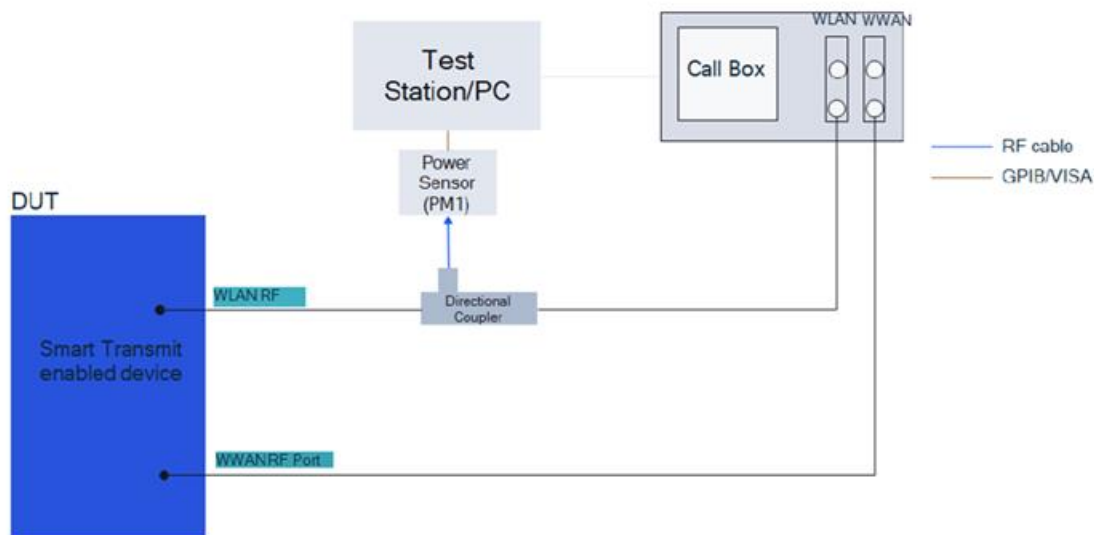 WLAN WWAN
Test
Station/PC
Call Box
RF cable
GPIB/VISA
Power
Sensor
(PM1)
DUT
WLAN RF
Directional
Coupler
Smart Transmit
enabled device
WWANRF Port